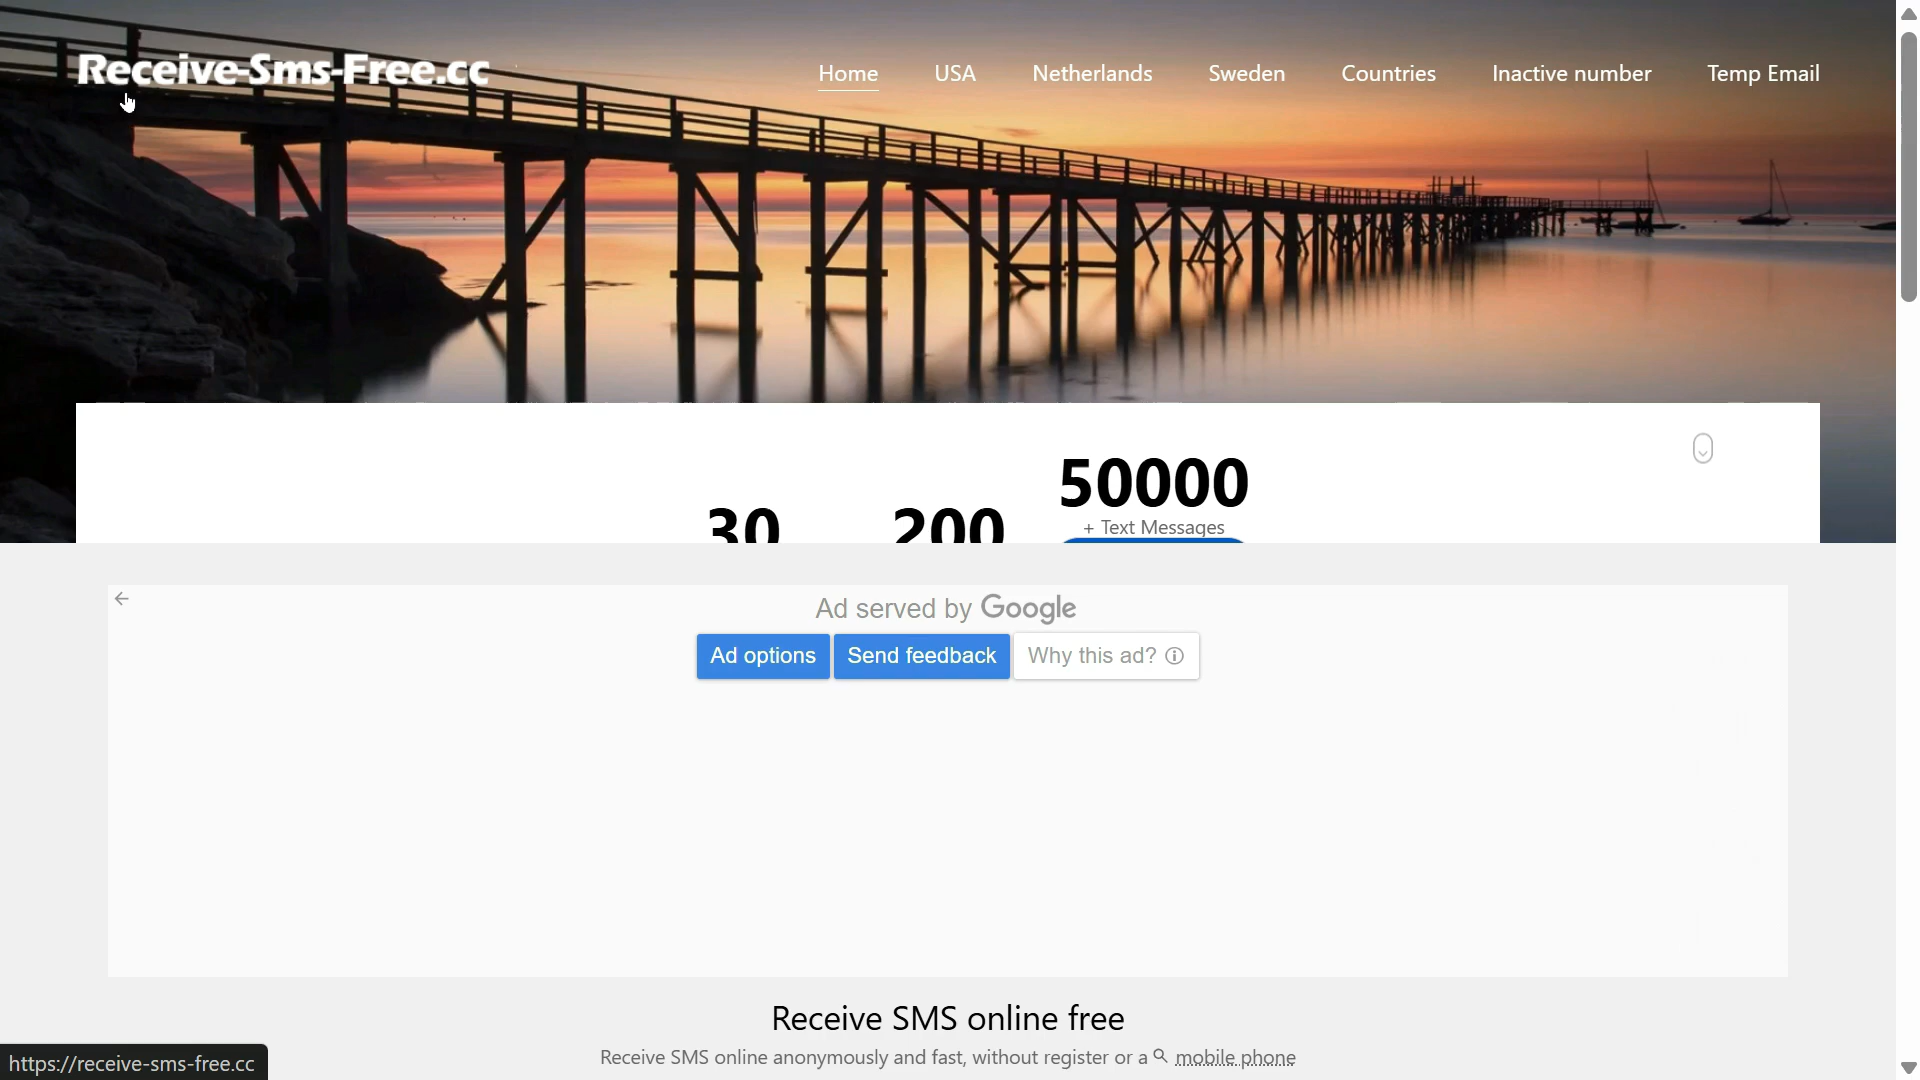 Receive-Sms-Free.cc
Home USA Netherlands Sweden Countries Inactive number Temp Email
50000
+ Text Messages
30 200
Ad served by Google
Ad options Send feedback Why this ad?
Receive SMS online free
Receive SMS online anonymously and fast, without register or a mobile phone
https://receive-sms-free.cc